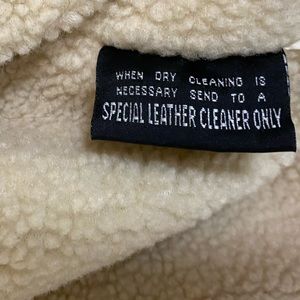 WHEN DRY CLEANING IS
NECESSARY SEND TO A
SPECIAL LEATHER CLEANER ONLY